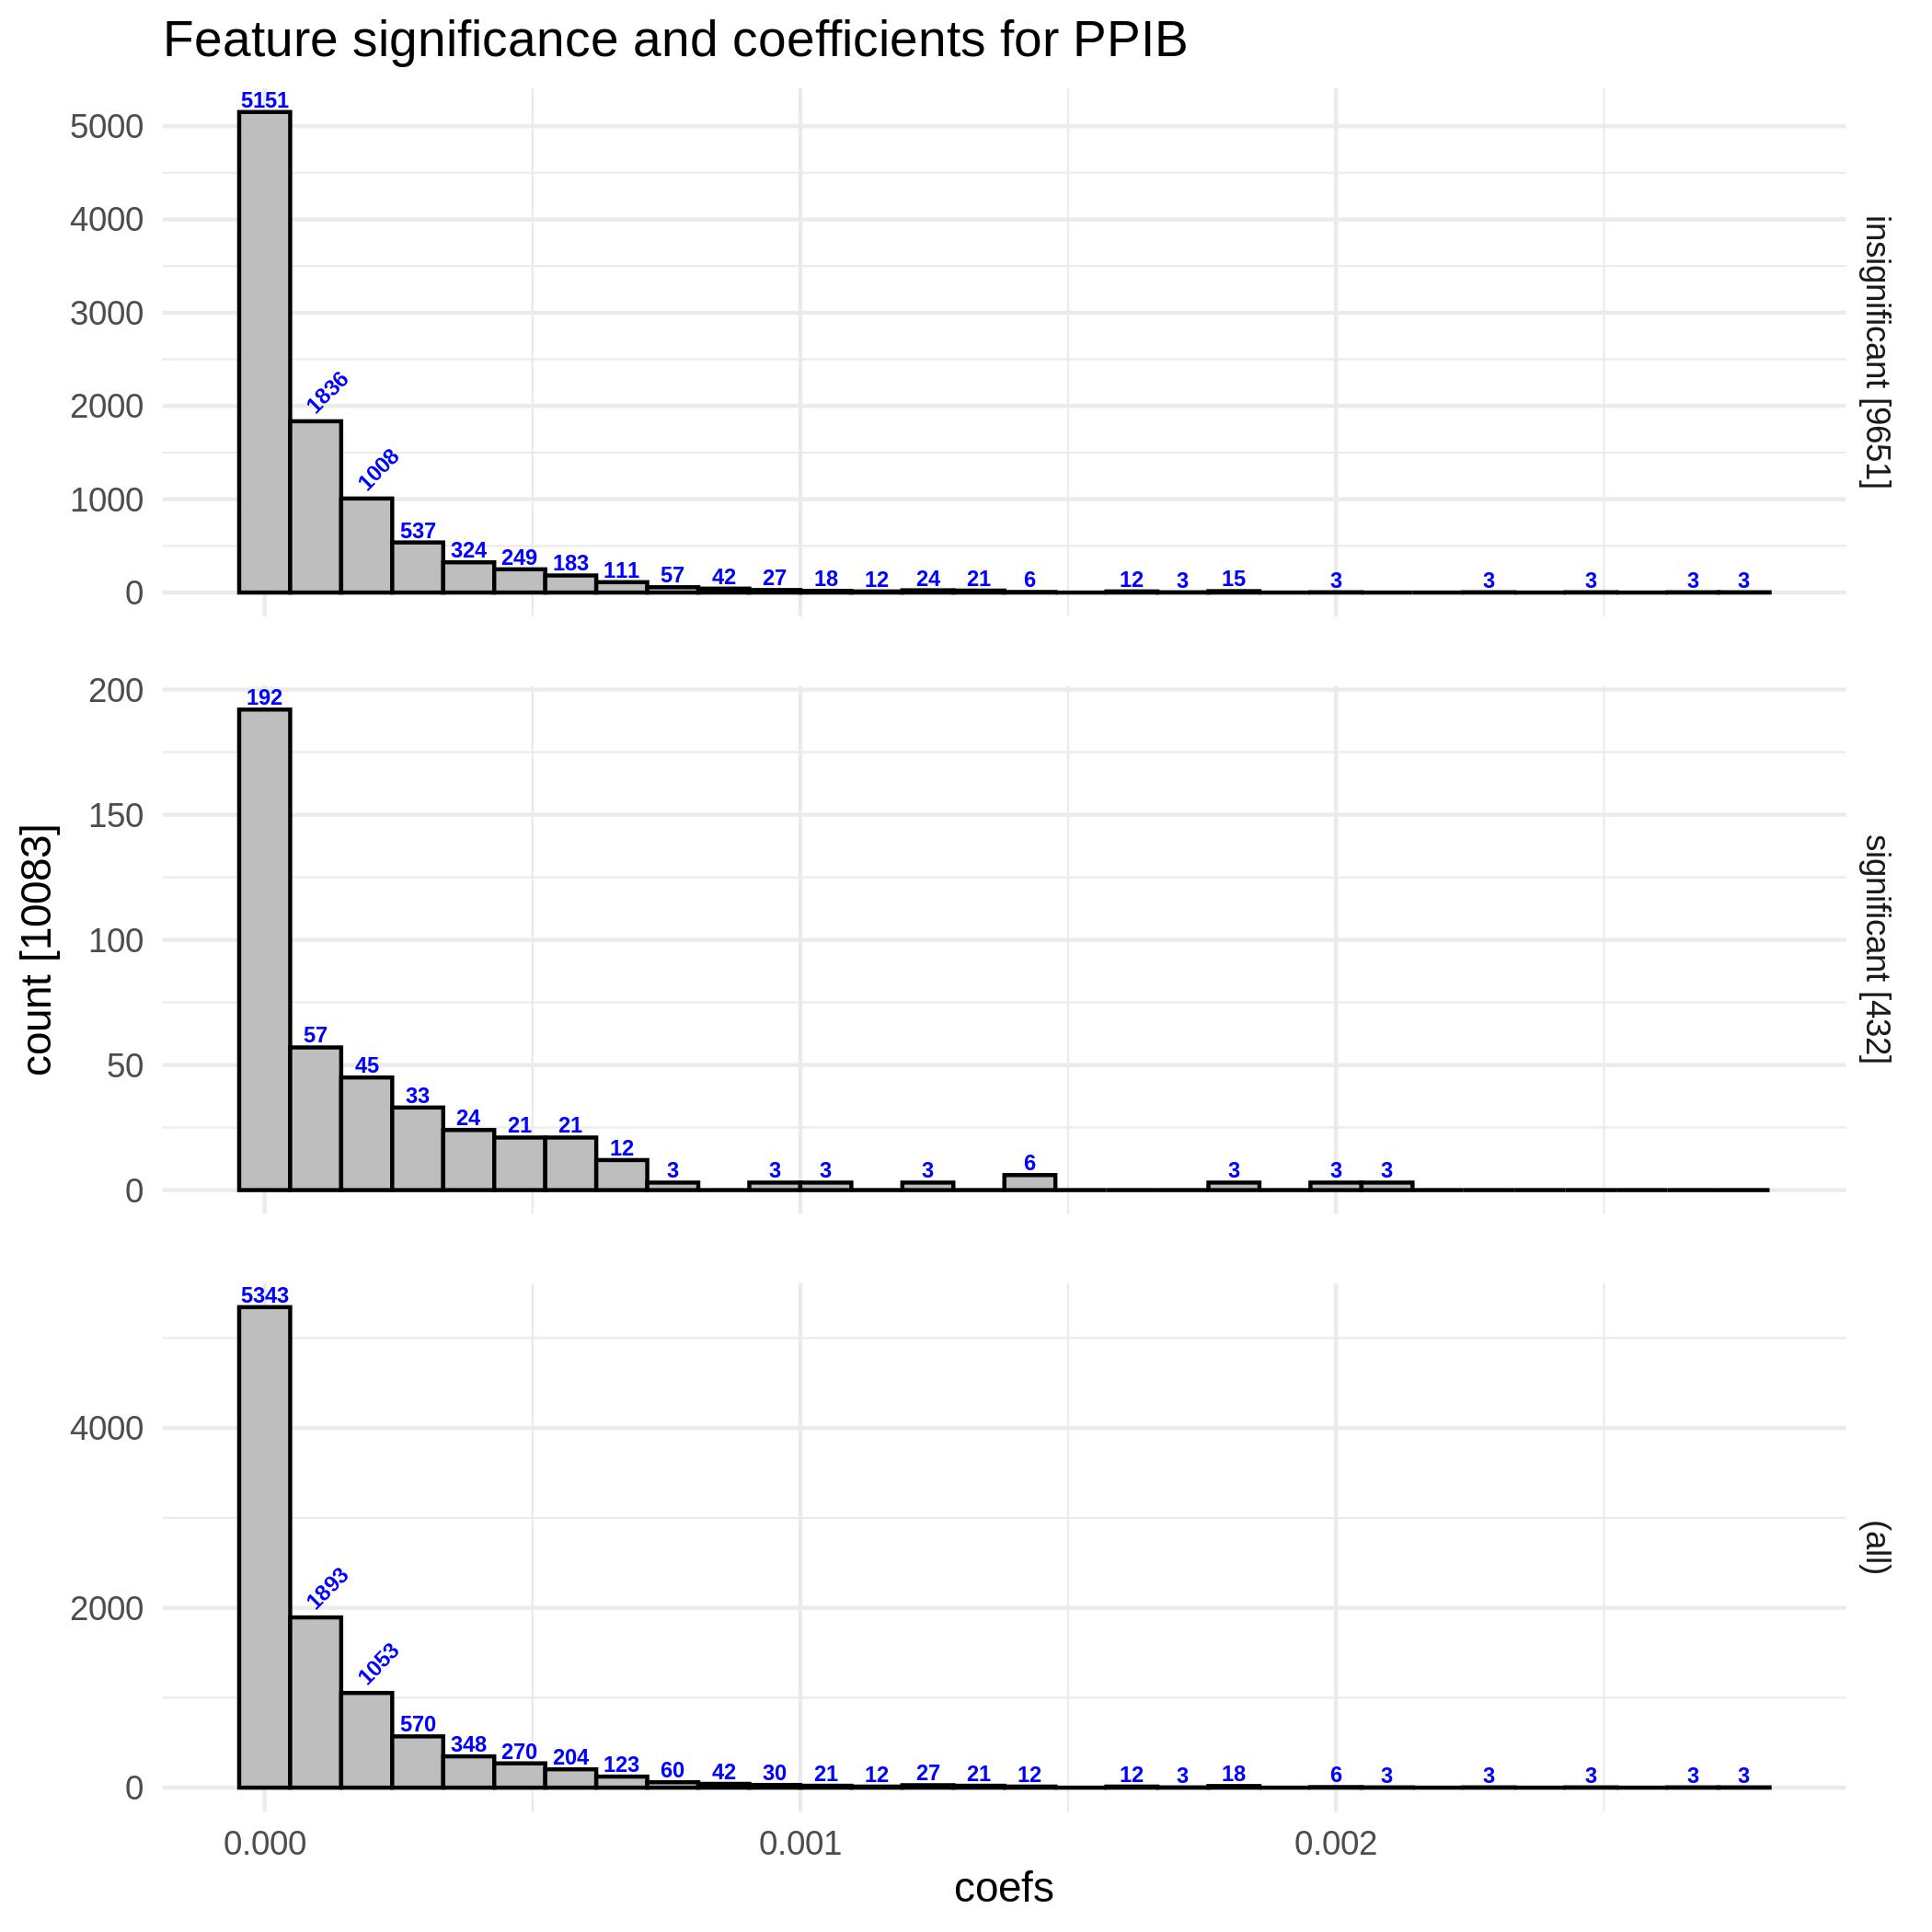 Feature significance and coefficients for PPIB
5151
1836
1008
537 324 249 183 111 57 42 27 18 12 24 21 6 12 3 15 3 3 3 3 3
5000
4000
3000
2000
1000
0
insignificant [9651]
192
57
45
33
24
21 21
12
3 3 3 3 6 3 3 3
200
150
100
50
0
significant [432]
count [10083]
5343
1893
1053
570 348 270 204 123 60 42 30 21 12 27 21 12 12 3 18 6 3 3 3 3 3
4000
2000
0
(all)
0.000 0.001 0.002
coefs